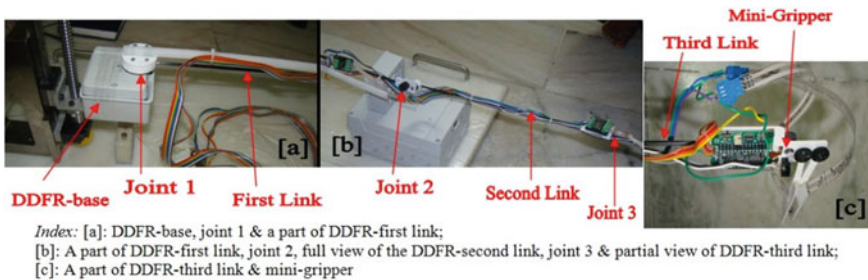 Mini-Gripper
Third Link
[a]
[b]
[c]
Joint 2
Second Link
Joint 3
DDFR-base
Joint 1
First Link
Index: [a]: DDFR-base, joint 1 & a part of DDFR-first link;
[b]: A part of DDFR-first link, joint 2, full view of the DDFR-second link, joint 3 & partial view of DDFR-third link;
[c]: A part of DDFR-third link & mini-gripper